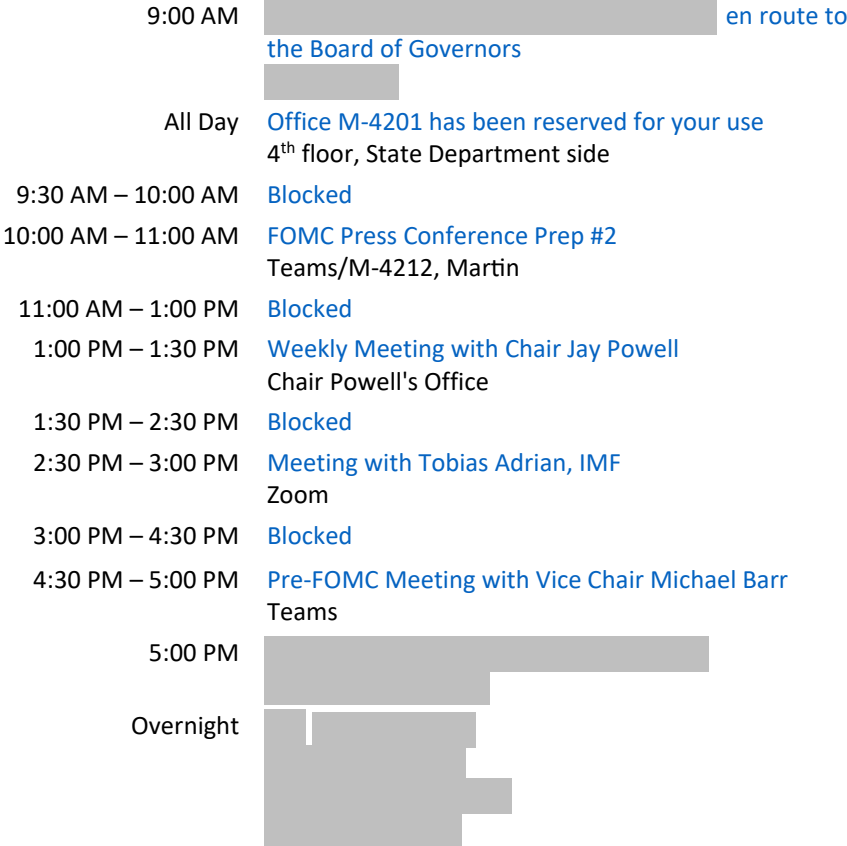 9:00 AM en route to
the Board of Governors
All Day Office M-4201 has been reserved for your use
4th floor, State Department side
9:30 AM – 10:00 AM Blocked
10:00 AM – 11:00 AM FOMC Press Conference Prep #2
Teams/M-4212, Martin
11:00 AM – 1:00 PM Blocked
1:00 PM – 1:30 PM Weekly Meeting with Chair Jay Powell
Chair Powell's Office
1:30 PM – 2:30 PM Blocked
2:30 PM – 3:00 PM Meeting with Tobias Adrian, IMF
Zoom
3:00 PM – 4:30 PM Blocked
4:30 PM – 5:00 PM Pre-FOMC Meeting with Vice Chair Michael Barr
Teams
5:00 PM
Overnight